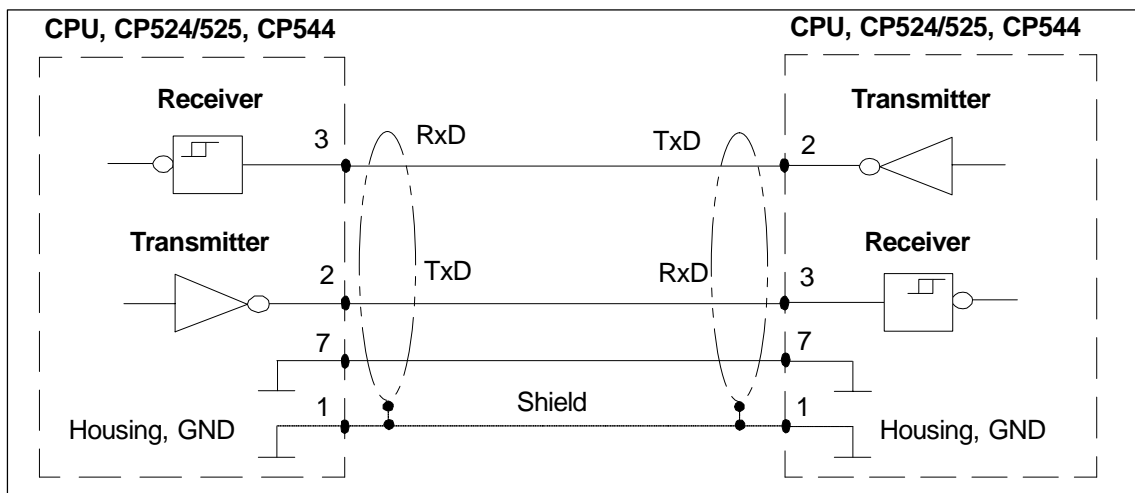 CPU, CP524/525, CP544
CPU, CP524/525, CP544
Receiver
Transmitter
3
RxD
TxD
2
Transmitter
Receiver
2
TxD
RxD
3
7
7
1
Shield
1
Housing, GND
Housing, GND